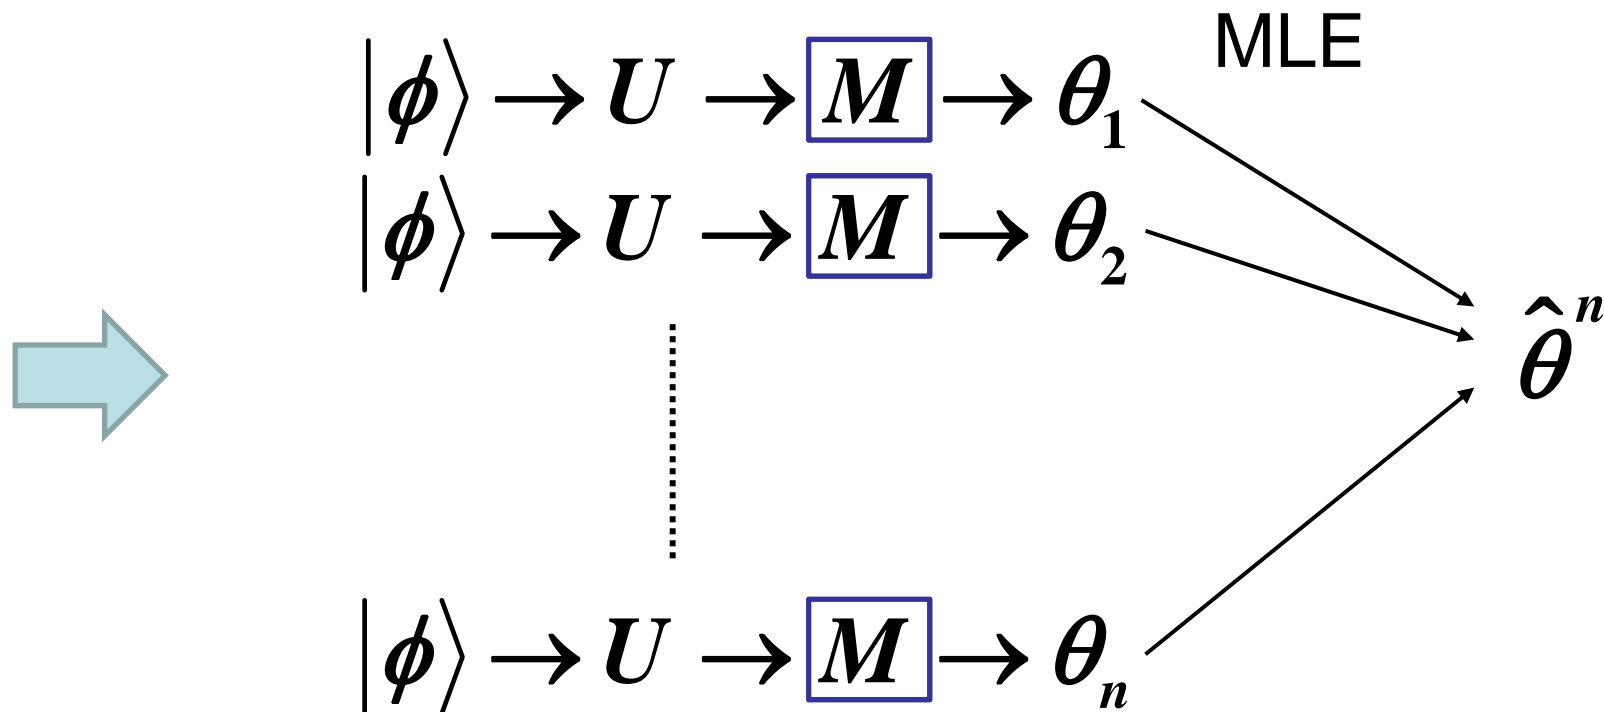 MLE
|ϕ⟩ → U → M → θ₁
|ϕ⟩ → U → M → θ₂
θ̂ⁿ
|ϕ⟩ → U → M → θₙ